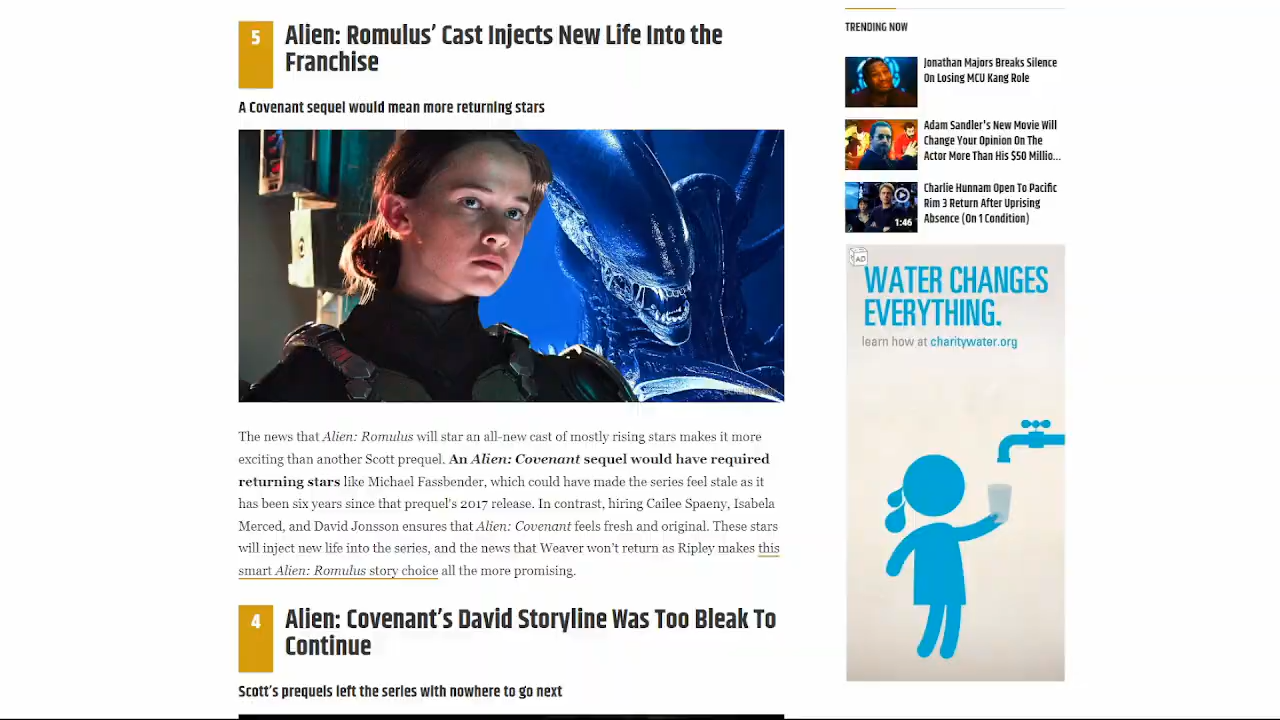 5
Alien: Romulus’ Cast Injects New Life Into the
Franchise
A Covenant sequel would mean more returning stars
The news that Alien: Romulus will star an all-new cast of mostly rising stars makes it more
exciting than another Scott prequel. An Alien: Covenant sequel would have required
returning stars like Michael Fassbender, which could have made the series feel stale as it
has been six years since that prequel's 2017 release. In contrast, hiring Cailee Spaeny, Isabela
Merced, and David Jonsson ensures that Alien: Covenant feels fresh and original. These stars
will inject new life into the series, and the news that Weaver won’t return as Ripley makes this
smart Alien: Romulus story choice all the more promising.
4
Alien: Covenant’s David Storyline Was Too Bleak To
Continue
Scott’s prequels left the series with nowhere to go next
TRENDING NOW
Jonathan Majors Breaks Silence
On Losing MCU Kang Role
Adam Sandler's New Movie Will
Change Your Opinion On The
Actor More Than His $50 Millio...
Charlie Hunnam Open To Pacific
Rim 3 Return After Uprising
Absence (On 1 Condition)
1:46
AD
WATER CHANGES
EVERYTHING.
learn how at charitywater.org